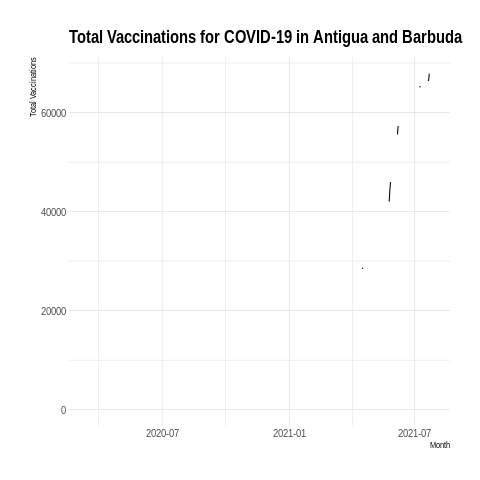 Total Vaccinations for COVID-19 in Antigua and Barbuda
Total Vaccinations
60000
40000
20000
0
2020-07 2021-01 2021-07
Month